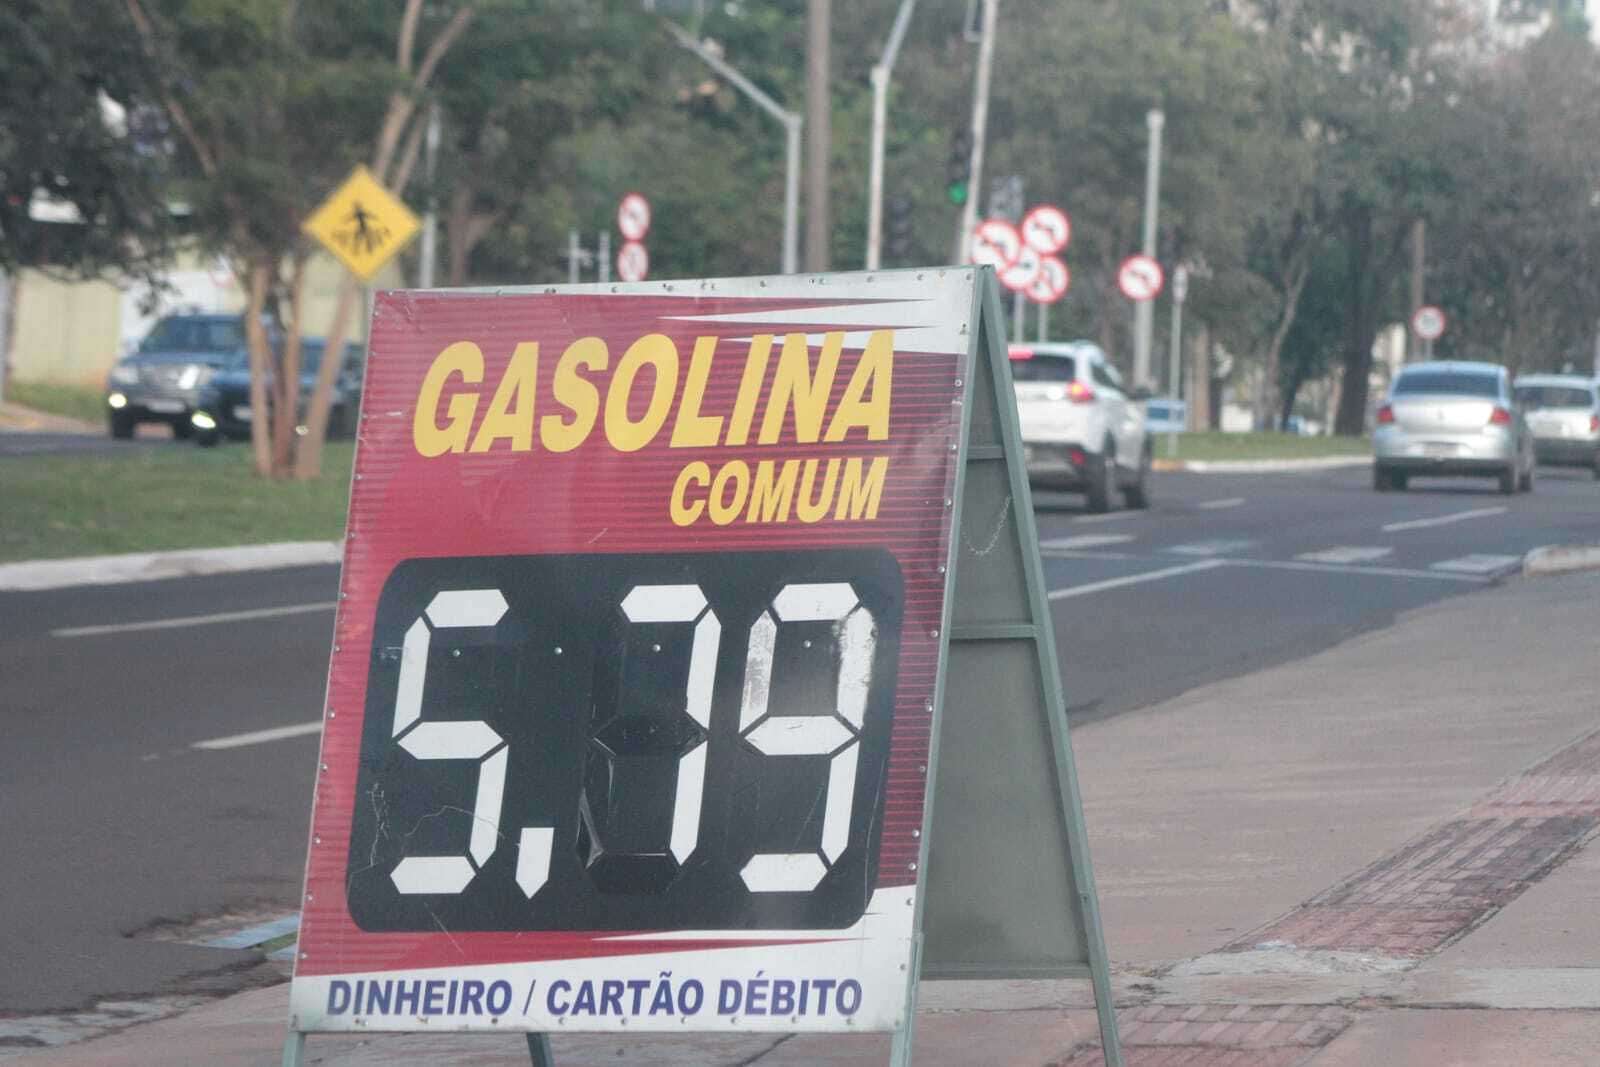 GASOLINA
COMUM
5.79
DINHEIRO / CARTÃO DÉBITO